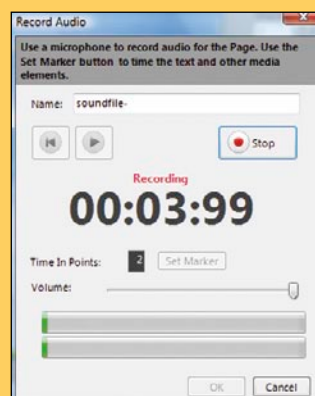 Record Audio
Use a microphone to record audio for the Page. Use the
Set Marker button to time the text and other media
elements.
Name: soundfile-
Stop
Recording
00:03:99
Time In Points: 2 Set Marker
Volume:
OK Cancel